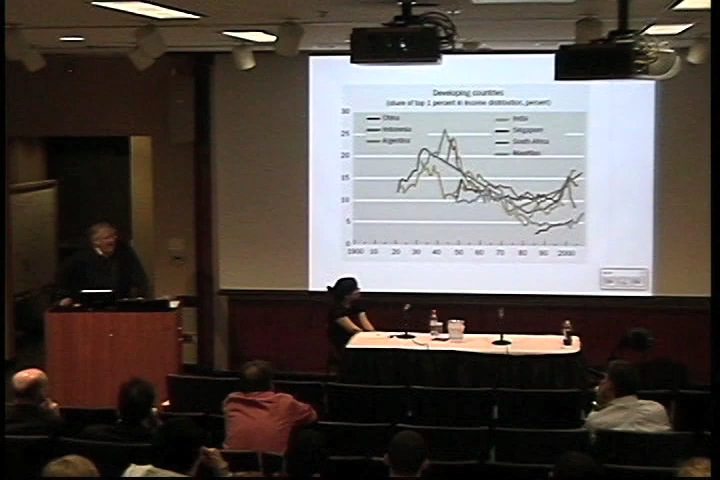 Developing countries
(share of top 1 percent in income distribution, percent)
30
China
India
25
Indonesia
Singapore
Argentina
South Africa
20
Mauritius
15
10
5
0
1900 10 20 30 40 50 60 70 80 90 2000